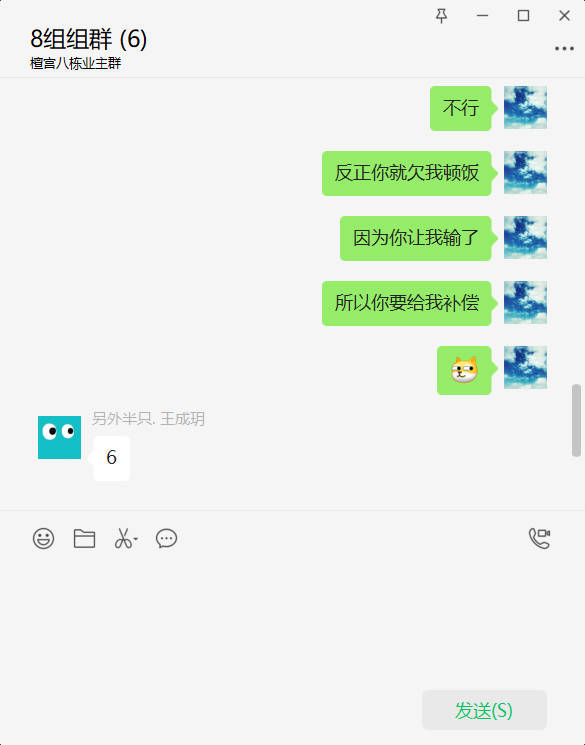 8组组群 (6)
檀宫八栋业主群
不行
反正你就欠我顿饭
因为你让我输了
所以你要给我补偿
另外半只. 王成玥
6
发送(S)